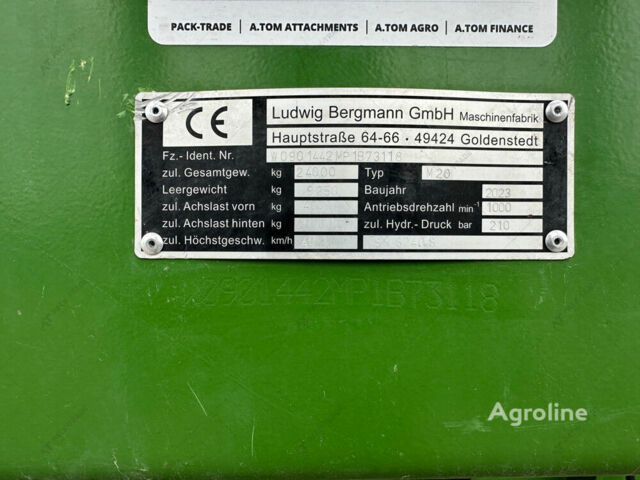 PACK-TRADE | A.TOM ATTACHMENTS | A.TOM AGRO | A.TOM FINANCE
CE Ludwig Bergmann GmbH Maschinenfabrik
Hauptstraße 64-66 · 49424 Goldenstedt
Fz.- Ident. Nr.
zul. Gesamtgew. kg 24000 Typ M 20
Leergewicht kg Baujahr 2023
zul. Achslast vorn kg Antriebsdrehzahl min-1 1000
zul. Achslast hinten kg zul. Hydr.- Druck bar 210
zul. Höchstgeschw. km/h
Agroline